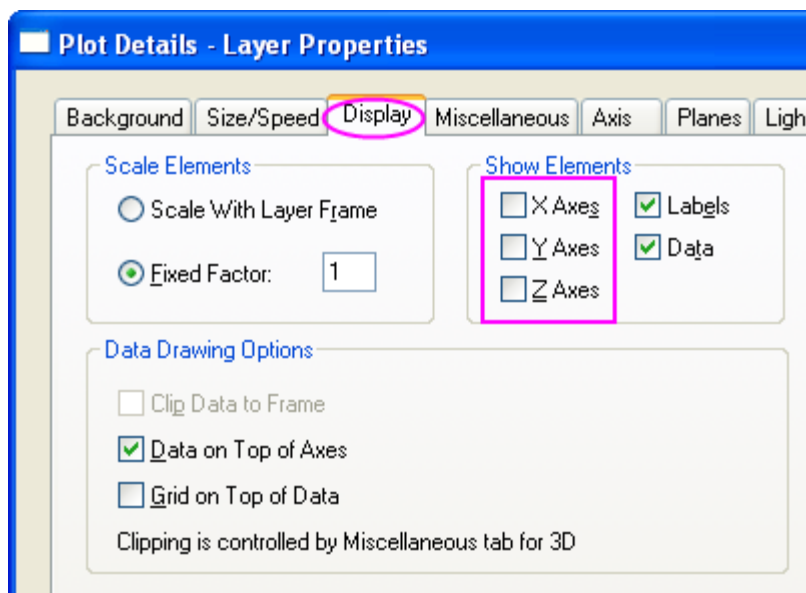 Plot Details - Layer Properties
Background Size/Speed Display Miscellaneous Axis Planes Ligh
Scale Elements
Scale With Layer Frame
Fixed Factor: 1
Show Elements
X Axes Labels
Y Axes Data
Z Axes
Data Drawing Options
Clip Data to Frame
Data on Top of Axes
Grid on Top of Data
Clipping is controlled by Miscellaneous tab for 3D